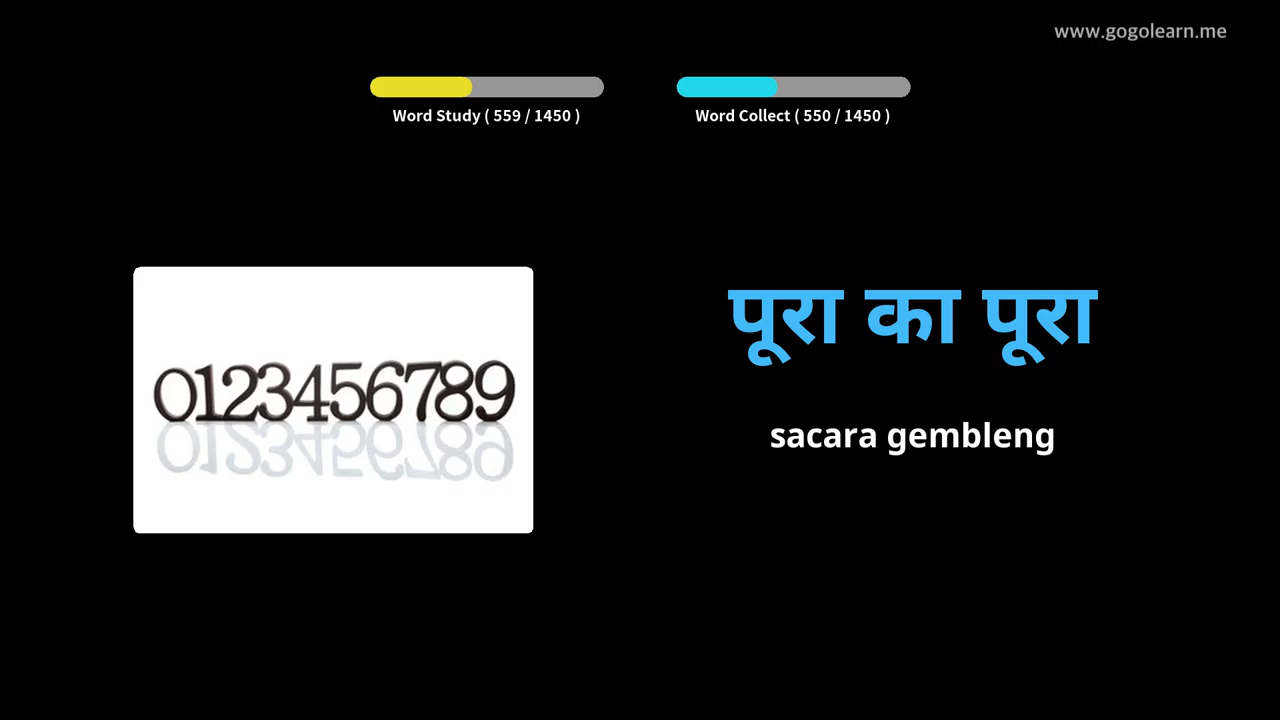 www.gogolearn.me
Word Study ( 559 / 1450 )
Word Collect ( 550 / 1450 )
0123456789
पूरा का पूरा
sacara gembleng